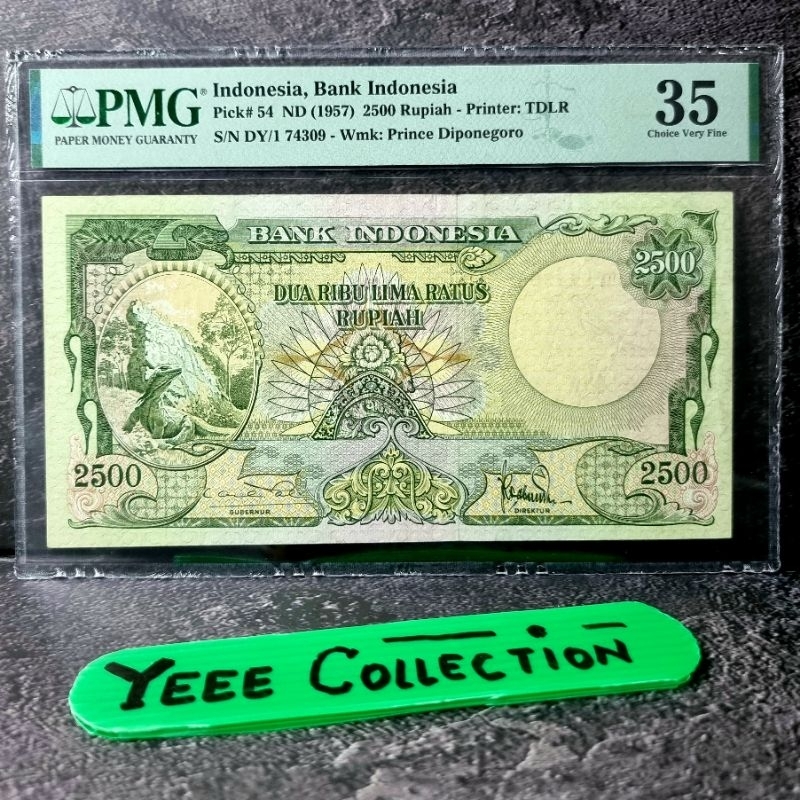 PMG®
PAPER MONEY GUARANTY
Indonesia, Bank Indonesia
Pick# 54 ND (1957) 2500 Rupiah - Printer: TDLR
S/N DY/1 74309 - Wmk: Prince Diponegoro
35
Choice Very Fine
BANK INDONESIA
2500
DUA RIBU LIMA RATUS
RUPIAH
2500
2500
GUBERNUR
DIREKTUR
YEEE COLLECTION